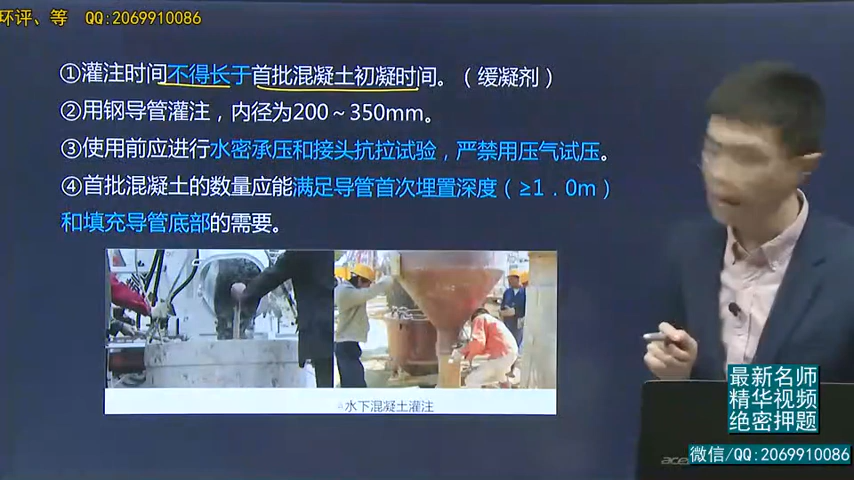 环评、等 QQ:2069910086
①灌注时间不得长于首批混凝土初凝时间。（缓凝剂）
②用钢导管灌注，内径为200～350mm。
③使用前应进行水密承压和接头抗拉试验，严禁用压气试压。
④首批混凝土的数量应能满足导管首次埋置深度（≥1．0m）
和填充导管底部的需要。
水下混凝土灌注
最新名师
精华视频
绝密押题
acer
微信/QQ:2069910086